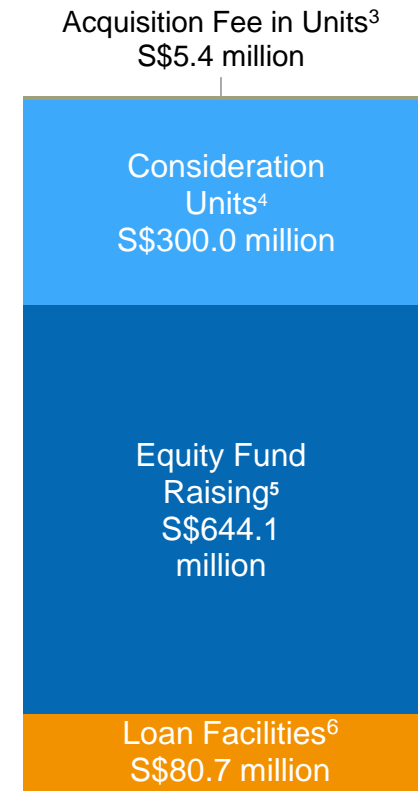 Acquisition Fee in Units³
S$5.4 million
Consideration
Units⁴
S$300.0 million
Equity Fund
Raising⁵
S$644.1
million
Loan Facilities⁶
S$80.7 million